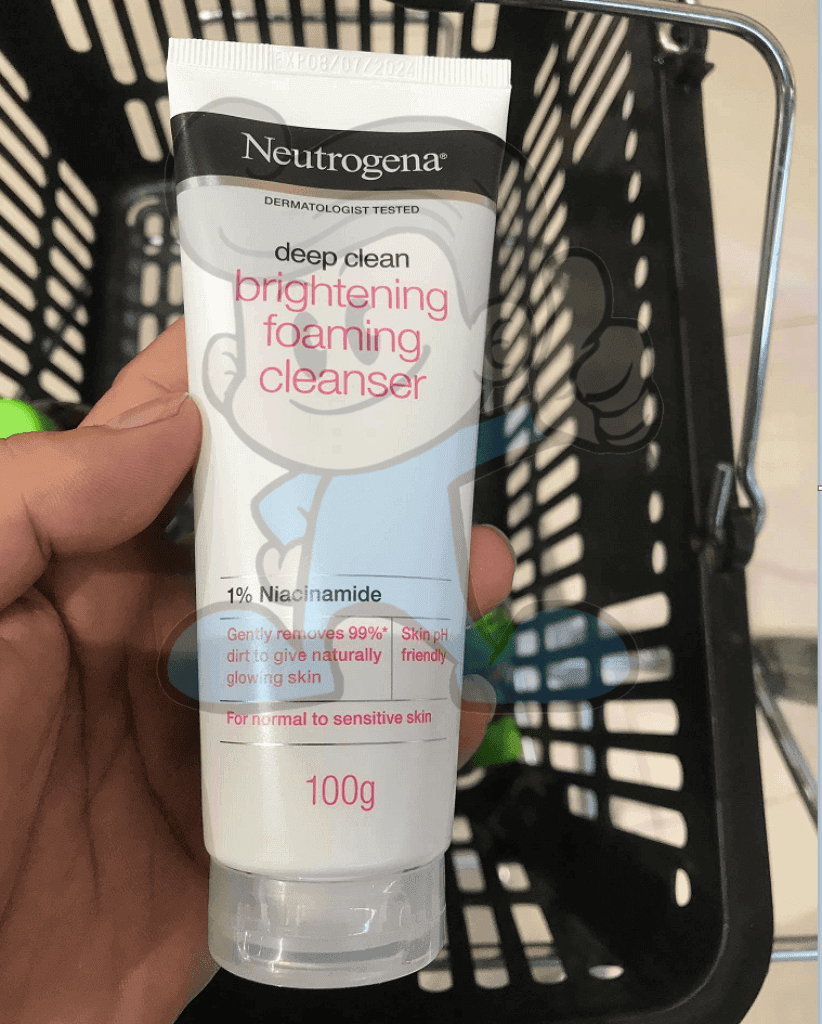 EXP08/07/2024
Neutrogena®
DERMATOLOGIST TESTED
deep clean
brightening
foaming
cleanser
1% Niacinamide
Gently removes 99%*
dirt to give naturally
glowing skin
Skin pH
friendly
For normal to sensitive skin
100g